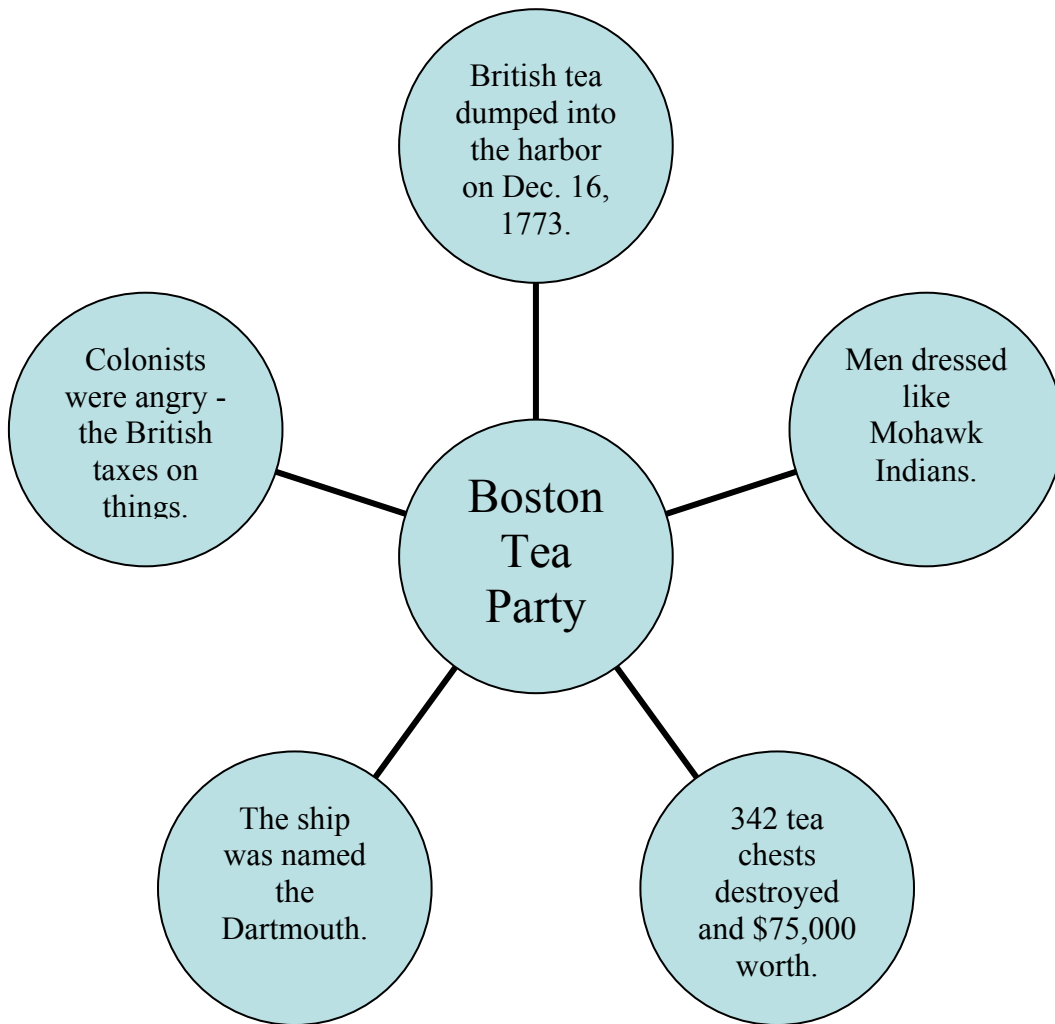 British tea
dumped into
the harbor
on Dec. 16,
1773.
Colonists
were angry -
the British
taxes on
things.
Men dressed
like
Mohawk
Indians.
Boston
Tea
Party
The ship
was named
the
Dartmouth.
342 tea
chests
destroyed
and $75,000
worth.